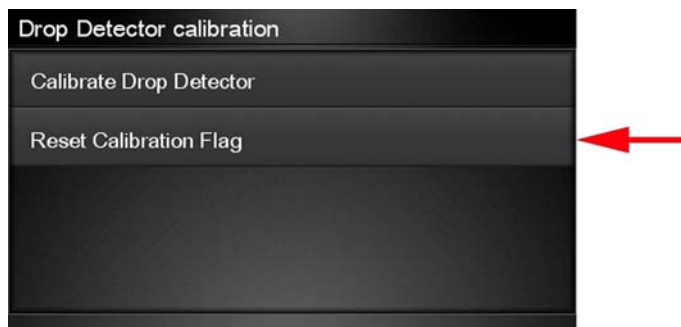 Drop Detector calibration
Calibrate Drop Detector
Reset Calibration Flag